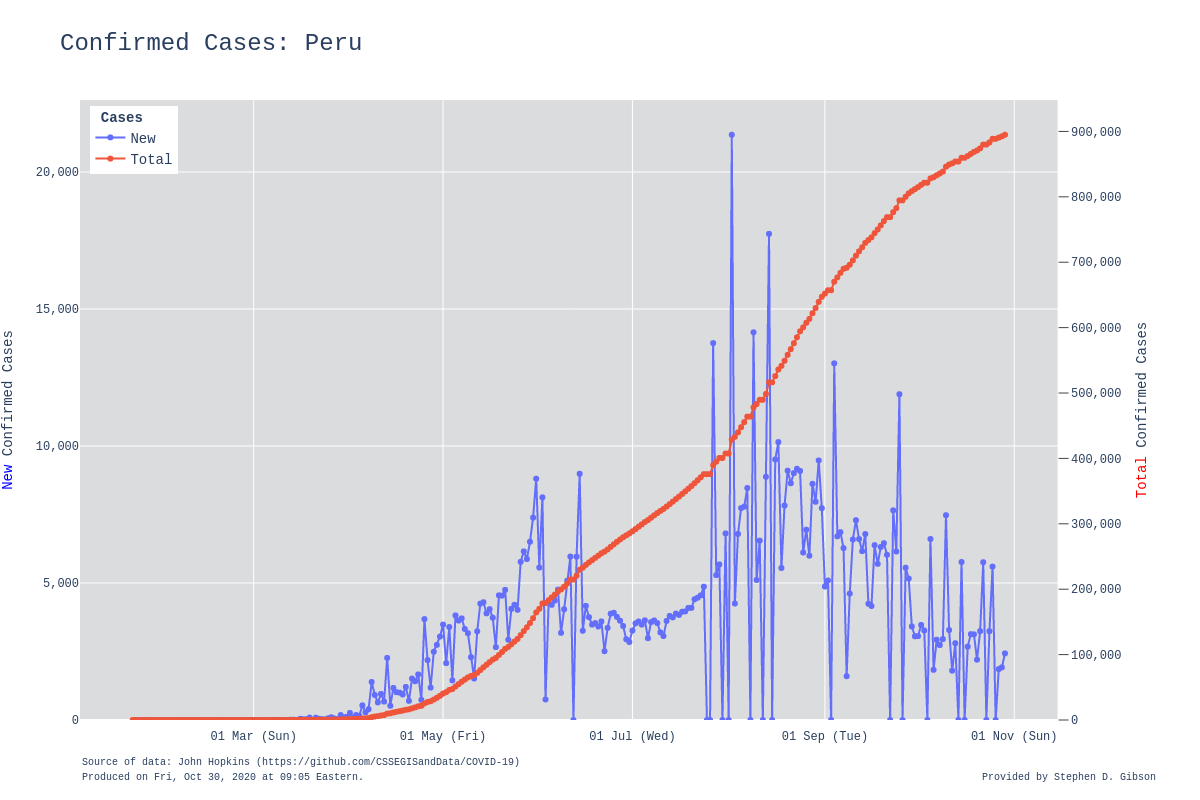 Confirmed Cases: Peru
Cases
New
Total
20,000
15,000
10,000
5,000
0
900,000
800,000
700,000
600,000
500,000
400,000
300,000
200,000
100,000
0
New Confirmed Cases
Total Confirmed Cases
01 Mar (Sun)
01 May (Fri)
01 Jul (Wed)
01 Sep (Tue)
01 Nov (Sun)
Source of data: John Hopkins (https://github.com/CSSEGISandData/COVID-19)
Produced on Fri, Oct 30, 2020 at 09:05 Eastern.
Provided by Stephen D. Gibson